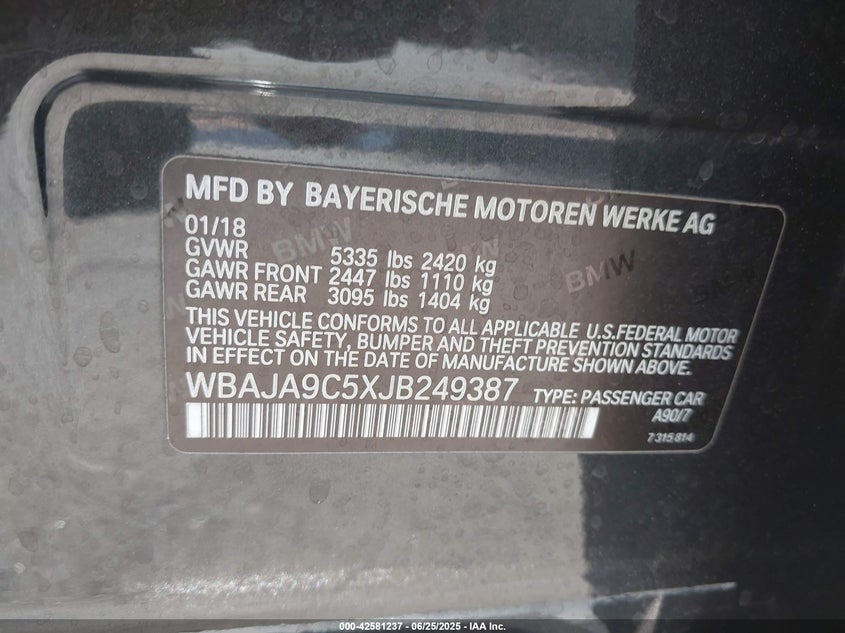 MFD BY BAYERISCHE MOTOREN WERKE AG
01/18
GVWR 5335 lbs 2420 kg
GAWR FRONT 2447 lbs 1110 kg
GAWR REAR 3095 lbs 1404 kg
THIS VEHICLE CONFORMS TO ALL APPLICABLE U.S.FEDERAL MOTOR
VEHICLE SAFETY, BUMPER AND THEFT PREVENTION STANDARDS
IN EFFECT ON THE DATE OF MANUFACTURE SHOWN ABOVE.
WBAJA9C5XJB249387 TYPE: PASSENGER CAR
A90/7
7 315 814
BMW
BMW
000-42581237 - 06/25/2025 - IAA Inc.